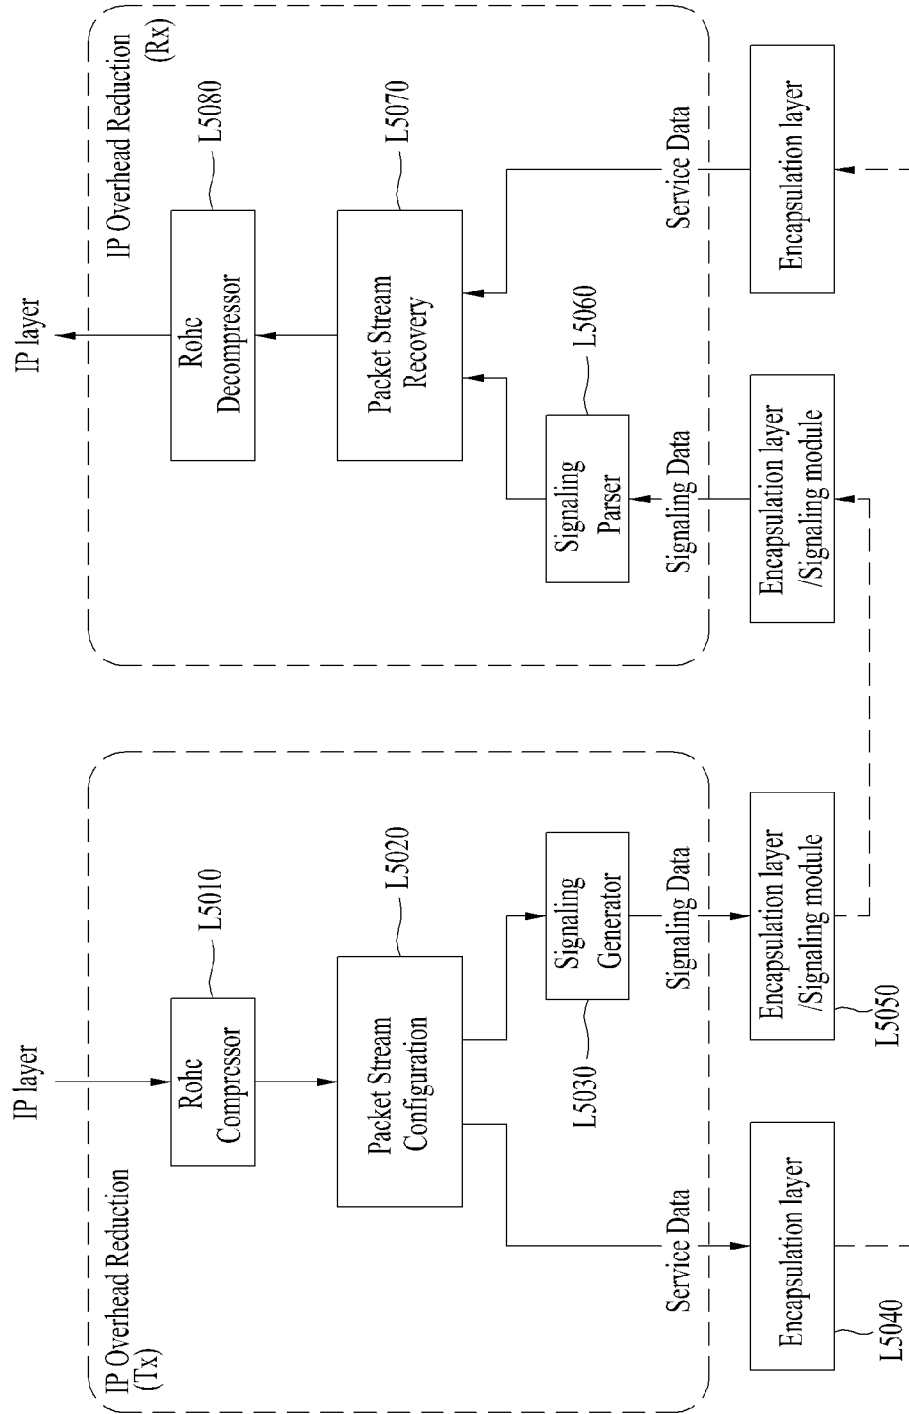 IP layer
IP Overhead Reduction
(Tx)
Rohc
Compressor
L5010
Packet Stream
Configuration
L5020
Signaling
Generator
L5030
Service Data
Signaling Data
Encapsulation layer
L5040
Encapsulation layer
/Signaling module
L5050
IP layer
IP Overhead Reduction
(Rx)
Rohc
Decompressor
L5080
Packet Stream
Recovery
L5070
Signaling
Parser
L5060
Signaling Data
Service Data
Encapsulation layer
/Signaling module
Encapsulation layer